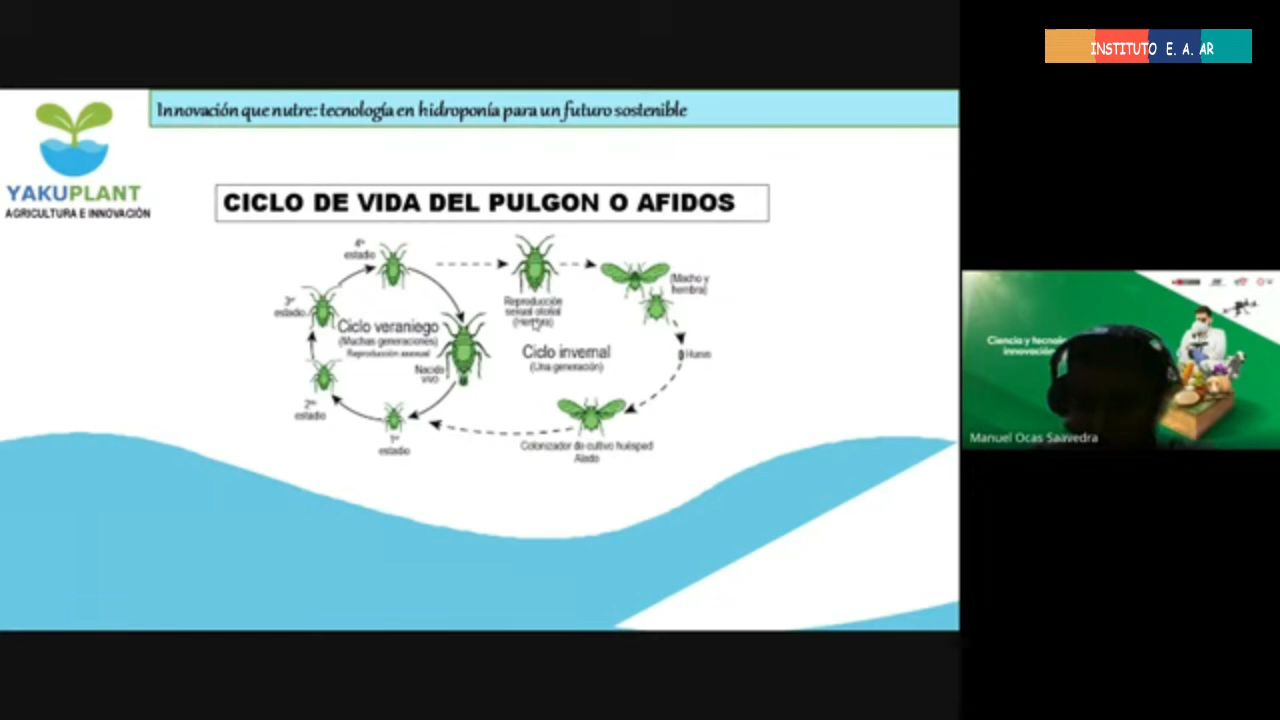 INSTITUTO E. A. AR
Innovación que nutre: tecnología en hidroponía para un futuro sostenible
YAKUPLANT
AGRICULTURA E INNOVACIÓN
CICLO DE VIDA DEL PULGON O AFIDOS
4º
estadio
3º
estadio
Ciclo veraniego
(Muchas generaciones)
Reproducción asexual
Nacido
vivo
estadio
1º
estadio
Reproducción
sexual otoñal
(Hembra)
(Macho y
hembra)
Ciclo invernal
(Una generación)
Huevo
Colonizador de cultivo huésped
Alado
Ciencia y
innovación
Manuel Ocas Saavedra